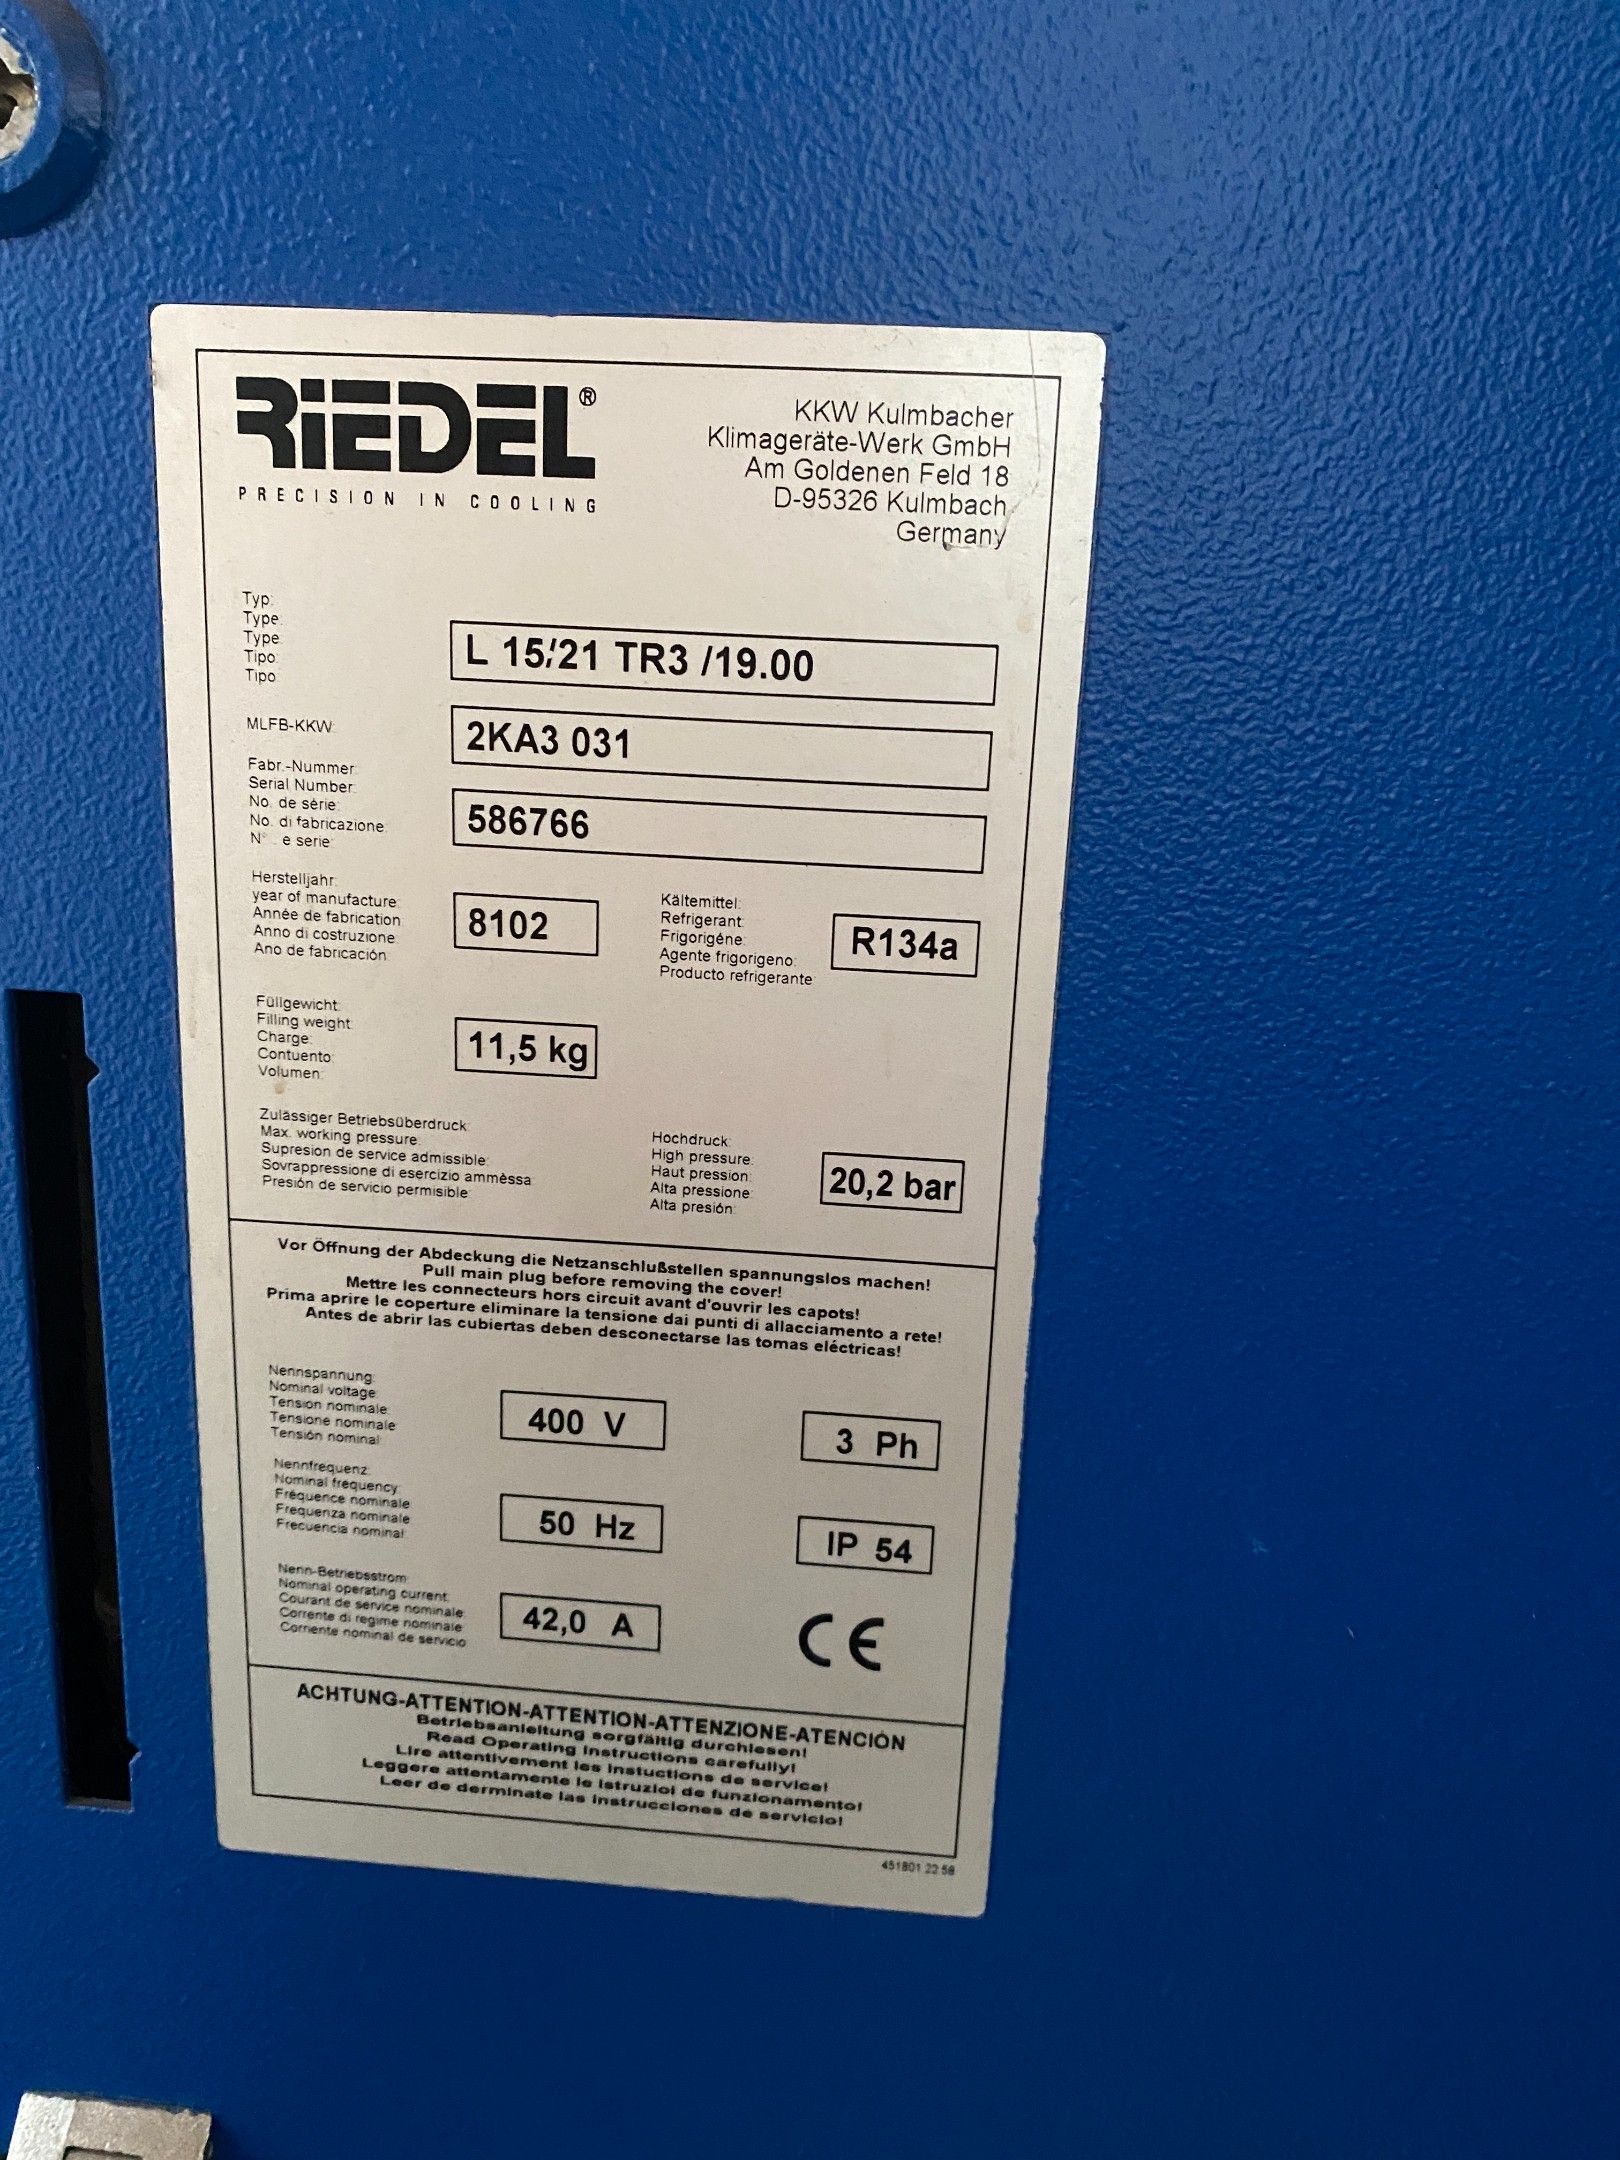 RiEDEL®
PRECISION IN COOLING
KKW Kulmbacher
Klimageräte-Werk GmbH
Am Goldenen Feld 18
D-95326 Kulmbach
Germany
Typ:
Type:
Type
Tipo
Tipo
L 15/21 TR3 /19.00
MLFB-KKW:
2KA3 031
Fabr.-Nummer
Serial Number:
No. de série:
No. di fabricazione
N° e serie:
586766
Herstelljahr:
year of manufacture
Année de fabrication
Anno di costruzione
Ano de fabricación
8102
Kältemittel:
Refrigerant:
Frigorigéne:
Agente frigorigeno:
Producto refrigerante
R134a
Füllgewicht:
Filling weight:
Charge:
Contuento
Volumen:
11,5 kg
Zulässiger Betriebsüberdruck:
Max. working pressure:
Supresion de service admissible:
Sovrappressione di esercizio ammèssa
Presión de servicio permisible:
Hochdruck:
High pressure:
Haut pression:
Alta pressione:
Alta presión:
20,2 bar
Vor Öffnung der Abdeckung die Netzanschlußstellen spannungslos machen!
Pull main plug before removing the cover!
Mettre les connecteurs hors circuit avant d'ouvrir les capots!
Prima aprire le coperture eliminare la tensione dai punti di allacciamento a rete!
Antes de abrir las cubiertas deben desconectarse las tomas eléctricas!
Nennspannung:
Nominal voltage
Tension nominale:
Tensione nominale
Tensión nominal:
400 V
3 Ph
Nennfrequenz:
Nominal frequency:
Fréquence nominale
Frequenza nominale
Frecuencia nominal:
50 Hz
IP 54
Nenn-Betriebsstrom
Nominal operating current:
Courant de service nominale:
Corrente di regime nominale:
Corriente nominal de servicio
42,0 A
CE
ACHTUNG-ATTENTION-ATTENTION-ATTENZIONE-ATENCIÓN
Betriebsanleitung sorgfältig durchlesen!
Read Operating Instructions carefully!
Lire attentivement les instuctions de service!
Leggere attentamente le istruzioi de funzionamento!
Leer de derminate las instrucciones de servicio!
451801 22 58